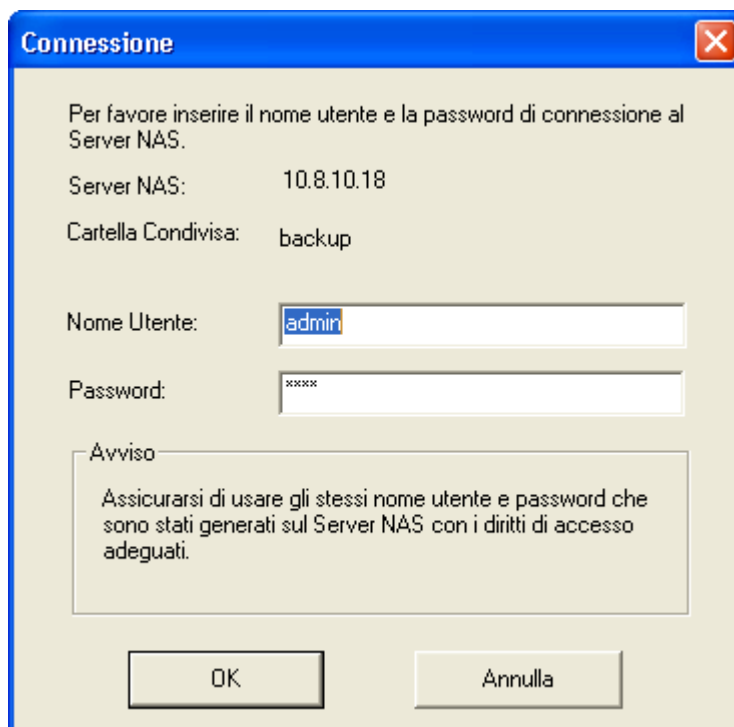 Connessione
Per favore inserire il nome utente e la password di connessione al
Server NAS.
Server NAS: 10.8.10.18
Cartella Condivisa: backup
Nome Utente: admin
Password: ****
Avviso
Assicurarsi di usare gli stessi nome utente e password che
sono stati generati sul Server NAS con i diritti di accesso
adeguati.
OK Annulla